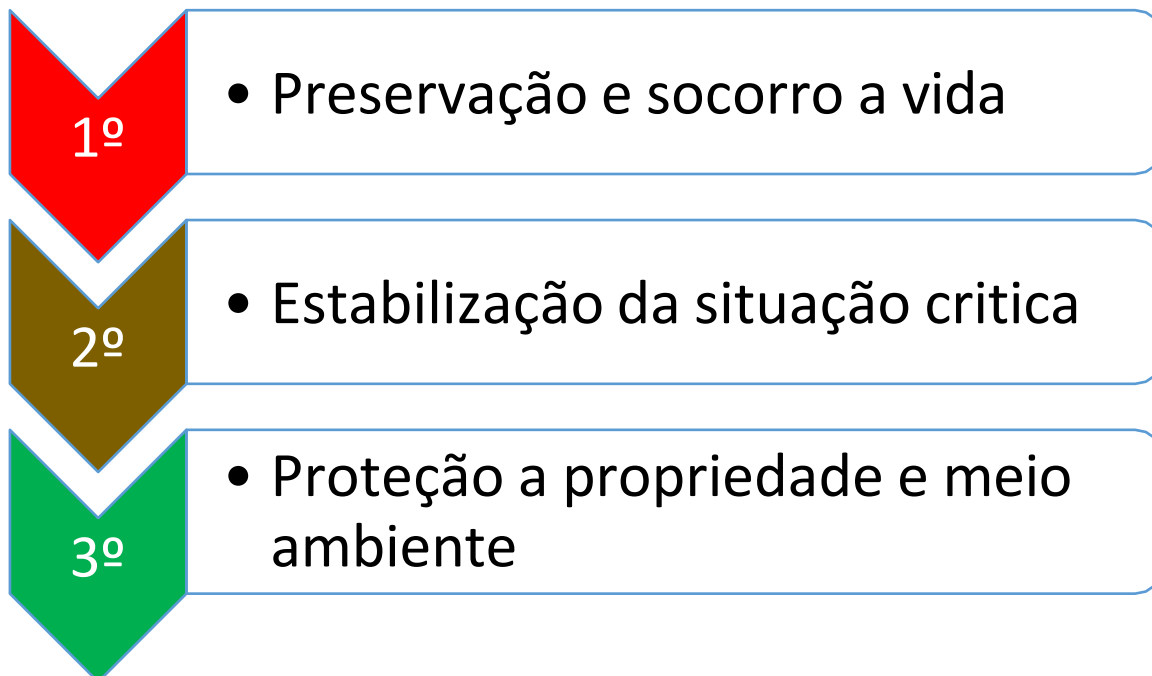 1º
• Preservação e socorro a vida
2º
• Estabilização da situação critica
3º
• Proteção a propriedade e meio
ambiente